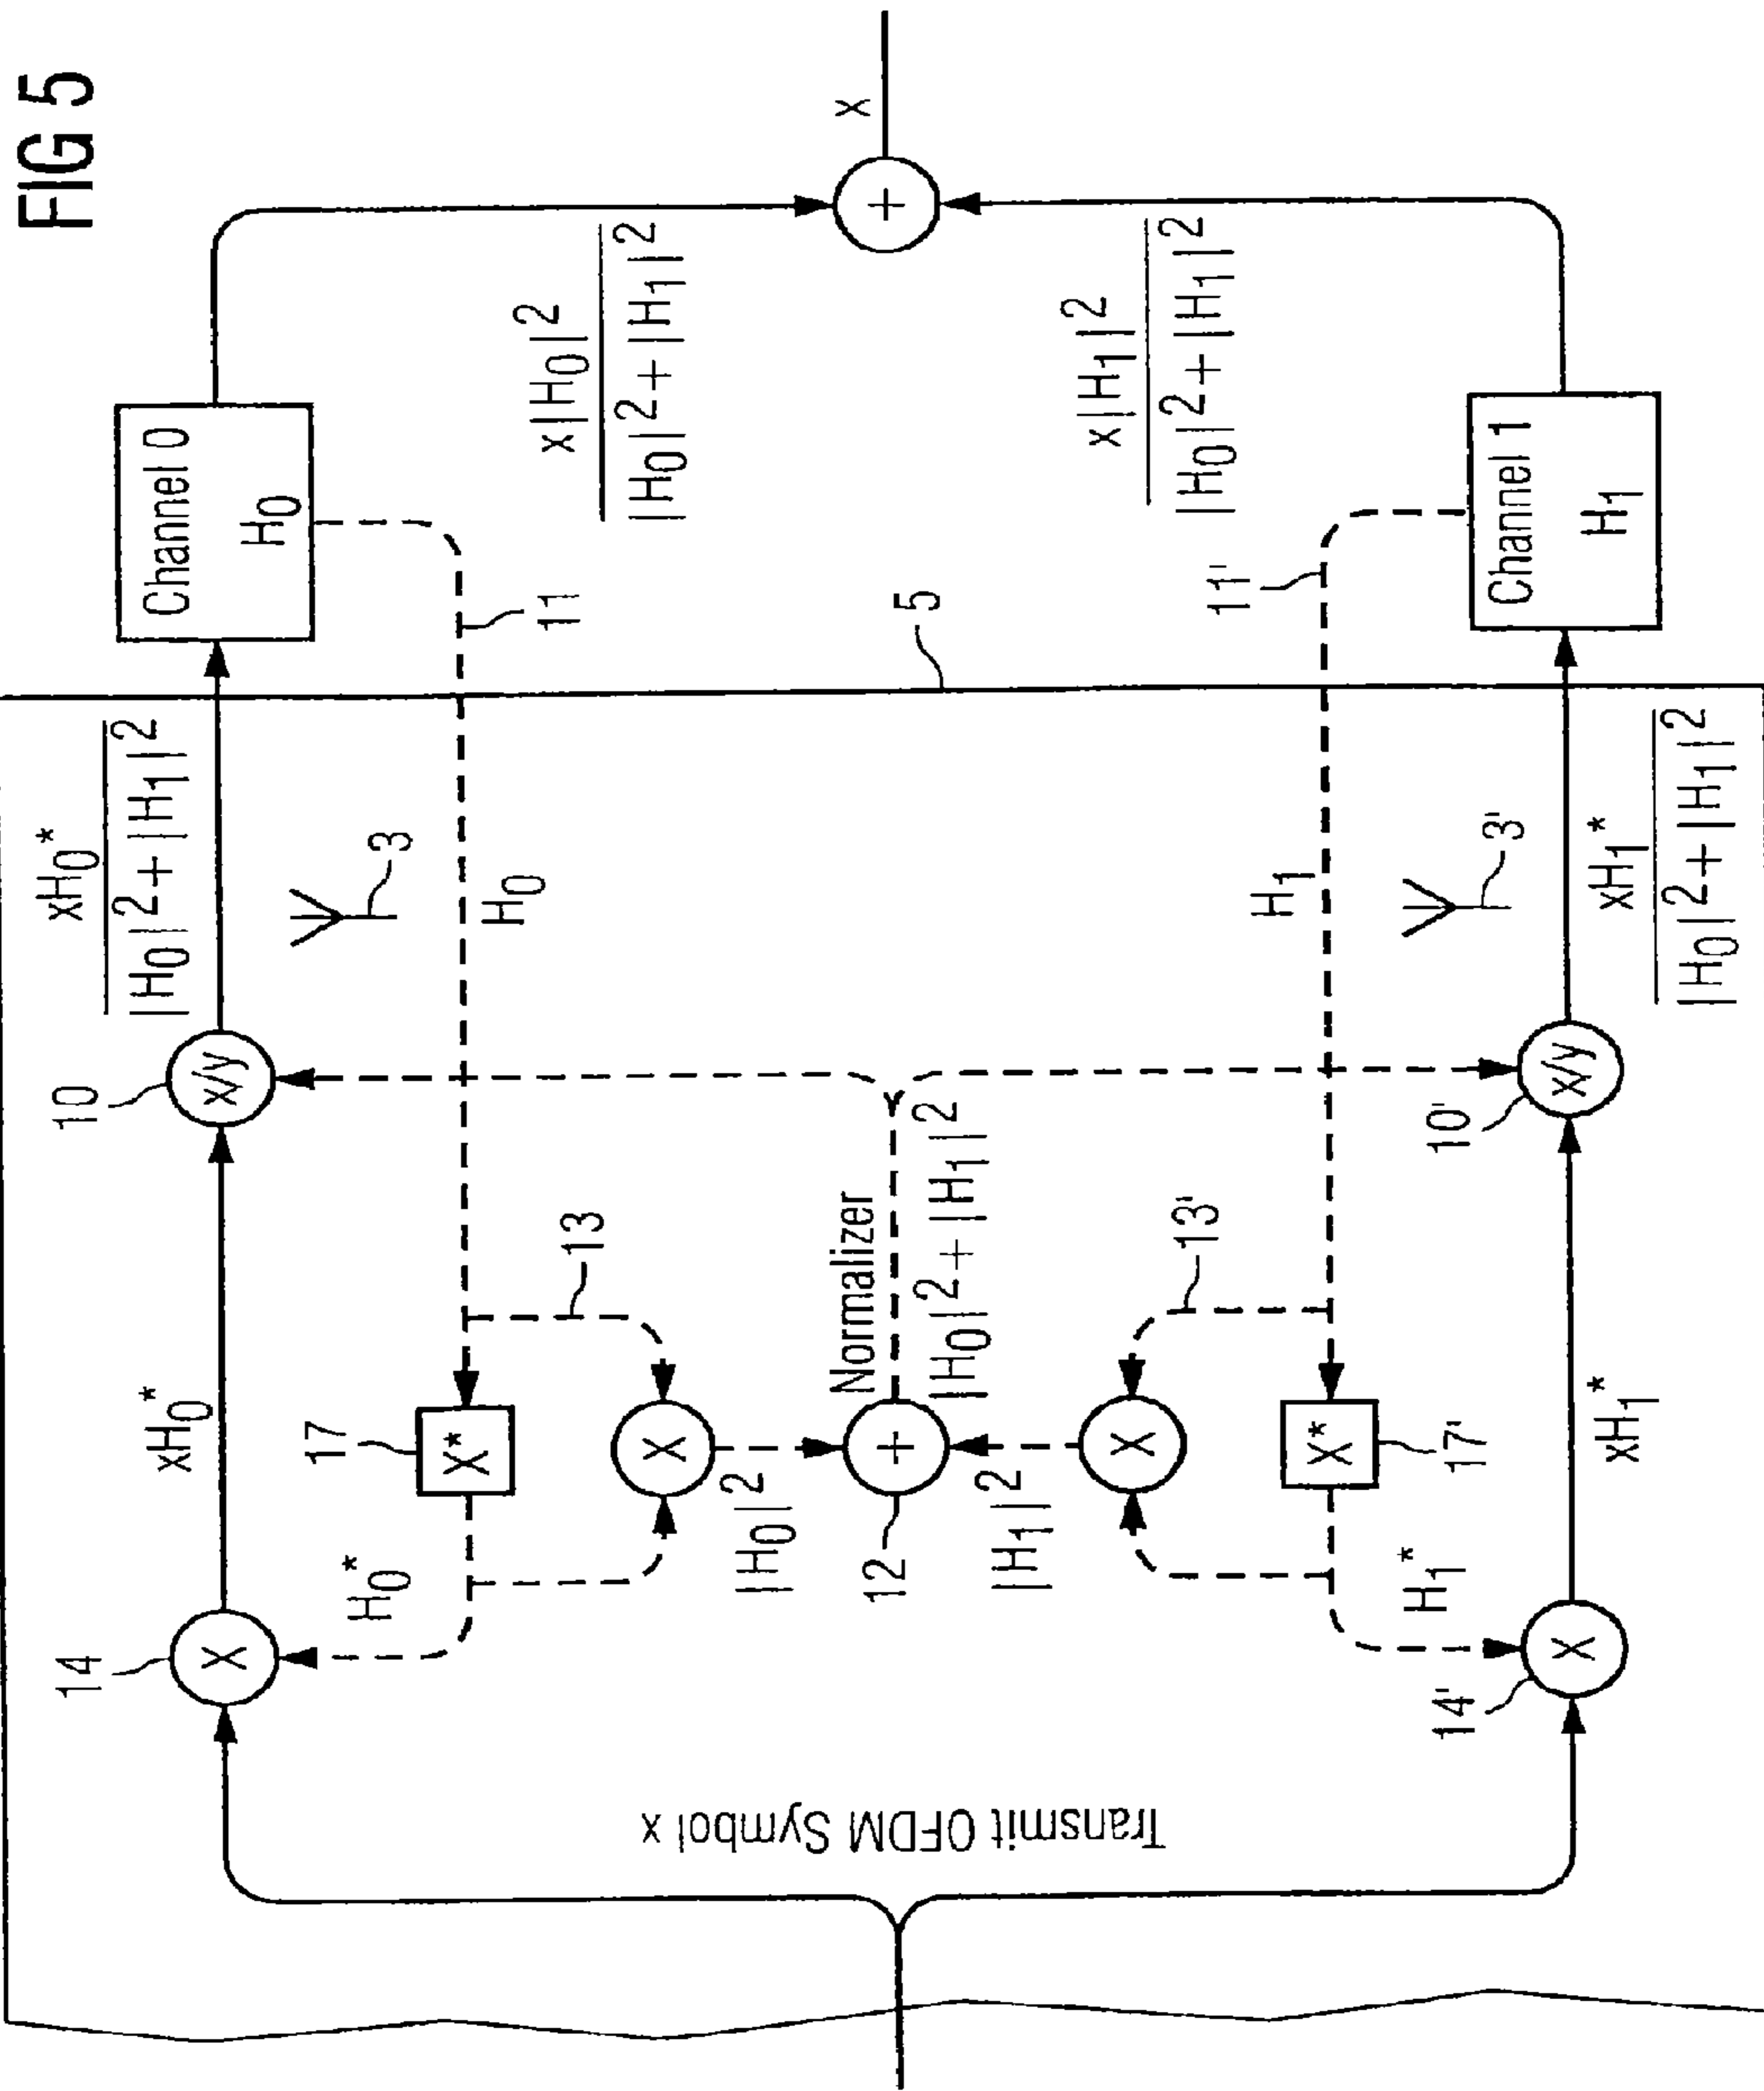 FIG 5
Transmit OFDM Symbol x
14
xH₀*
10
xH₀*
|H₀|²+|H₁|²
Channel 0
H₀
H₀*
17
X*
13
H₀
3
11
x|H₀|²
|H₀|²+|H₁|²
X
x/y
X
|H₀|²
12
+
Normalizer
|H₀|²+|H₁|²
5
+
x
|H₁|²
X
13'
H₁
11'
x|H₁|²
|H₀|²+|H₁|²
H₁*
X*
17'
3'
14'
X
xH₁*
10'
x/y
xH₁*
|H₀|²+|H₁|²
Channel 1
H₁